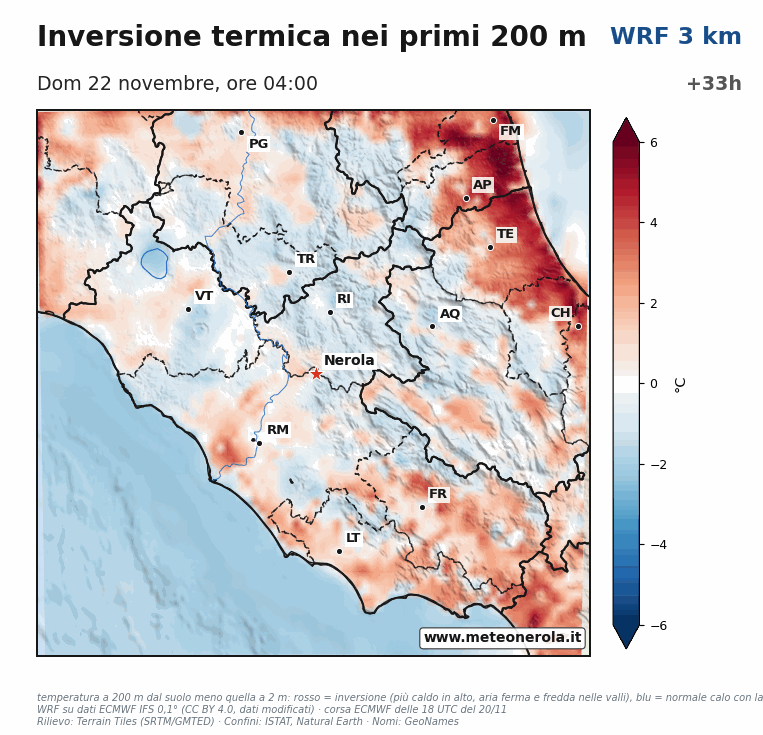 Inversione termica nei primi 200 m WRF 3 km
Dom 22 novembre, ore 04:00 +33h
FM
PG
AP
TE
TR
VT
RI
AQ
CH
Nerola
RM
FR
LT
www.meteonerola.it
6
4
2
0
−2
−4
−6
°C
temperatura a 200 m dal suolo meno quella a 2 m: rosso = inversione (più caldo in alto, aria ferma e fredda nelle valli), blu = normale calo con la
WRF su dati ECMWF IFS 0,1° (CC BY 4.0, dati modificati) · corsa ECMWF delle 18 UTC del 20/11
Rilievo: Terrain Tiles (SRTM/GMTED) · Confini: ISTAT, Natural Earth · Nomi: GeoNames